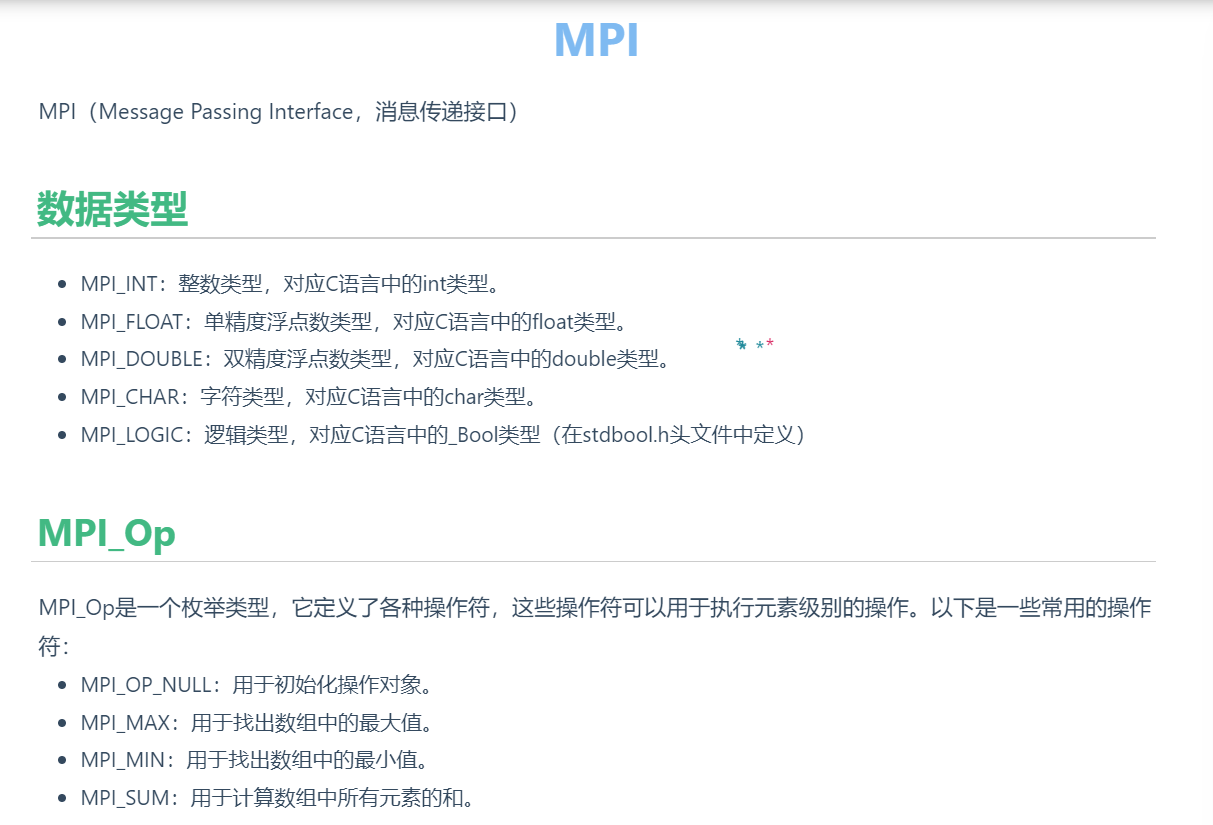 MPI
MPI（Message Passing Interface，消息传递接口）
数据类型
MPI_INT：整数类型，对应C语言中的int类型。
MPI_FLOAT：单精度浮点数类型，对应C语言中的float类型。
MPI_DOUBLE：双精度浮点数类型，对应C语言中的double类型。
MPI_CHAR：字符类型，对应C语言中的char类型。
MPI_LOGIC：逻辑类型，对应C语言中的_Bool类型（在stdbool.h头文件中定义）
MPI_Op
MPI_Op是一个枚举类型，它定义了各种操作符，这些操作符可以用于执行元素级别的操作。以下是一些常用的操作
符：
MPI_OP_NULL：用于初始化操作对象。
MPI_MAX：用于找出数组中的最大值。
MPI_MIN：用于找出数组中的最小值。
MPI_SUM：用于计算数组中所有元素的和。